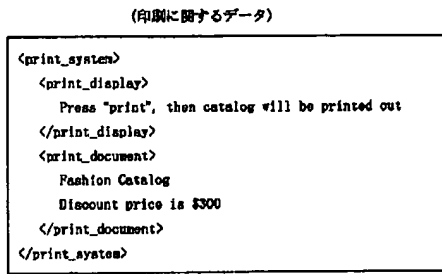 (印刷に関するデータ)
<print_system>
<print_display>
Press "print", then catalog will be printed out
</print_display>
<print_document>
Fashion Catalog
Discount price is $300
</print_document>
</print_system>